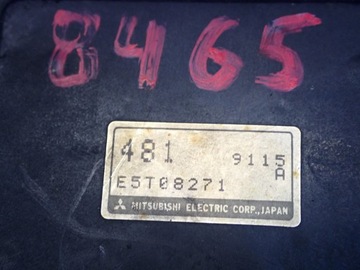 8465
481 9115
A
E5T08271
MITSUBISHI ELECTRIC CORP.,JAPAN